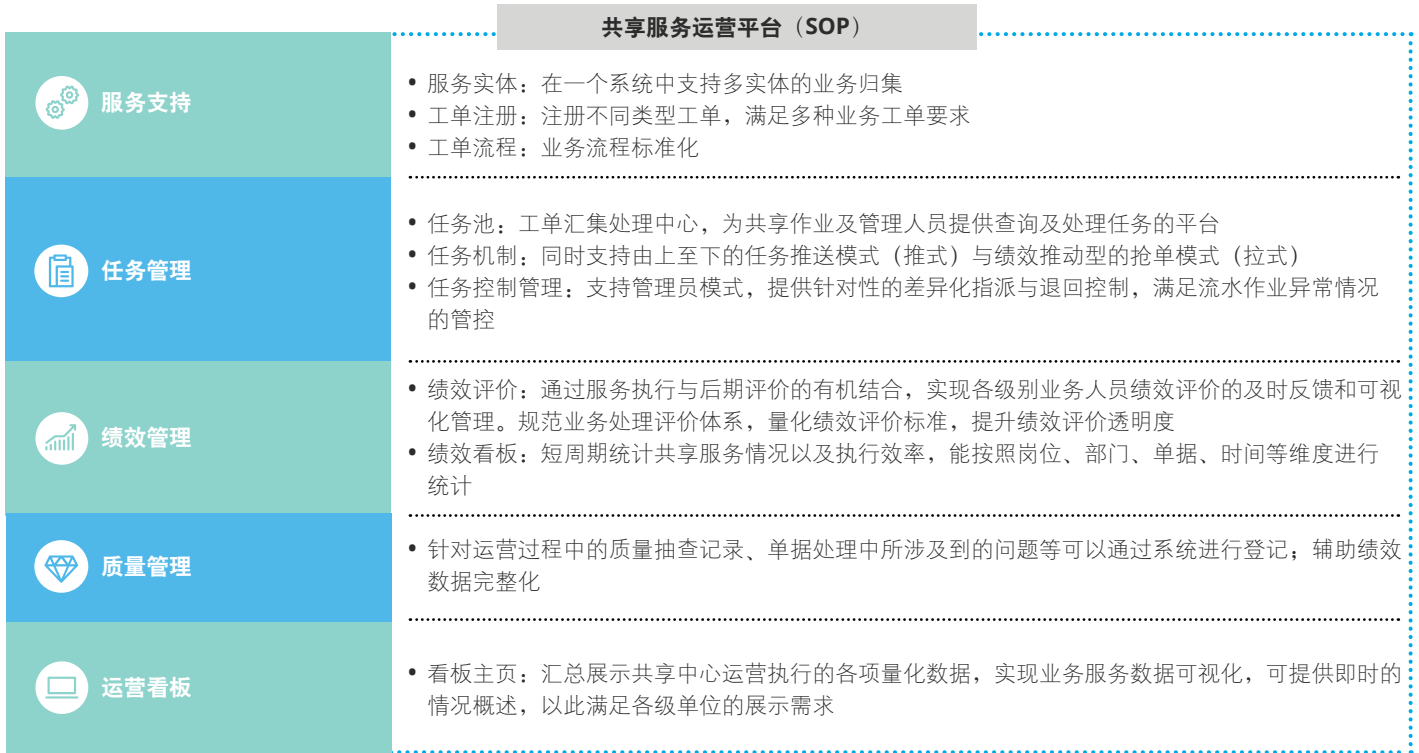 共享服务运营平台（SOP）
服务支持
• 服务实体：在一个系统中支持多实体的业务归集
• 工单注册：注册不同类型工单，满足多种业务工单要求
• 工单流程：业务流程标准化
任务管理
• 任务池：工单汇集处理中心，为共享作业及管理人员提供查询及处理任务的平台
• 任务机制：同时支持由上至下的任务推送模式（推式）与绩效推动型的抢单模式（拉式）
• 任务控制管理：支持管理员模式，提供针对性的差异化指派与退回控制，满足流水作业异常情况
的管控
绩效管理
• 绩效评价：通过服务执行与后期评价的有机结合，实现各级别业务人员绩效评价的及时反馈和可视
化管理。规范业务处理评价体系，量化绩效评价标准，提升绩效评价透明度
• 绩效看板：短周期统计共享服务情况以及执行效率，能按照岗位、部门、单据、时间等维度进行
统计
质量管理
• 针对运营过程中的质量抽查记录、单据处理中所涉及到的问题等可以通过系统进行登记；辅助绩效
数据完整化
运营看板
• 看板主页：汇总展示共享中心运营执行的各项量化数据，实现业务服务数据可视化，可提供即时的
情况概述，以此满足各级单位的展示需求